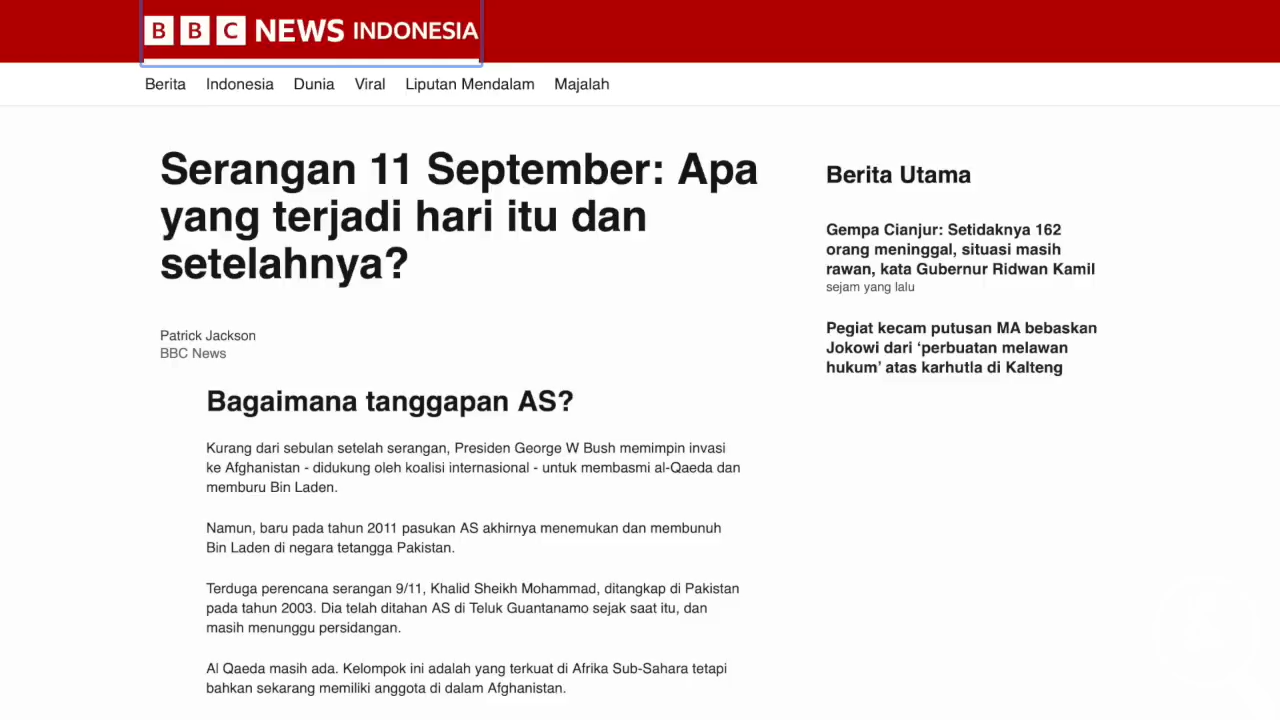 BBC NEWS INDONESIA
Berita Indonesia Dunia Viral Liputan Mendalam Majalah
Serangan 11 September: Apa
yang terjadi hari itu dan
setelahnya?
Patrick Jackson
BBC News
Bagaimana tanggapan AS?
Kurang dari sebulan setelah serangan, Presiden George W Bush memimpin invasi
ke Afghanistan - didukung oleh koalisi internasional - untuk membasmi al-Qaeda dan
memburu Bin Laden.
Namun, baru pada tahun 2011 pasukan AS akhirnya menemukan dan membunuh
Bin Laden di negara tetangga Pakistan.
Terduga perencana serangan 9/11, Khalid Sheikh Mohammad, ditangkap di Pakistan
pada tahun 2003. Dia telah ditahan AS di Teluk Guantanamo sejak saat itu, dan
masih menunggu persidangan.
Al Qaeda masih ada. Kelompok ini adalah yang terkuat di Afrika Sub-Sahara tetapi
bahkan sekarang memiliki anggota di dalam Afghanistan.
Berita Utama
Gempa Cianjur: Setidaknya 162
orang meninggal, situasi masih
rawan, kata Gubernur Ridwan Kamil
sejam yang lalu
Pegiat kecam putusan MA bebaskan
Jokowi dari ‘perbuatan melawan
hukum’ atas karhutla di Kalteng